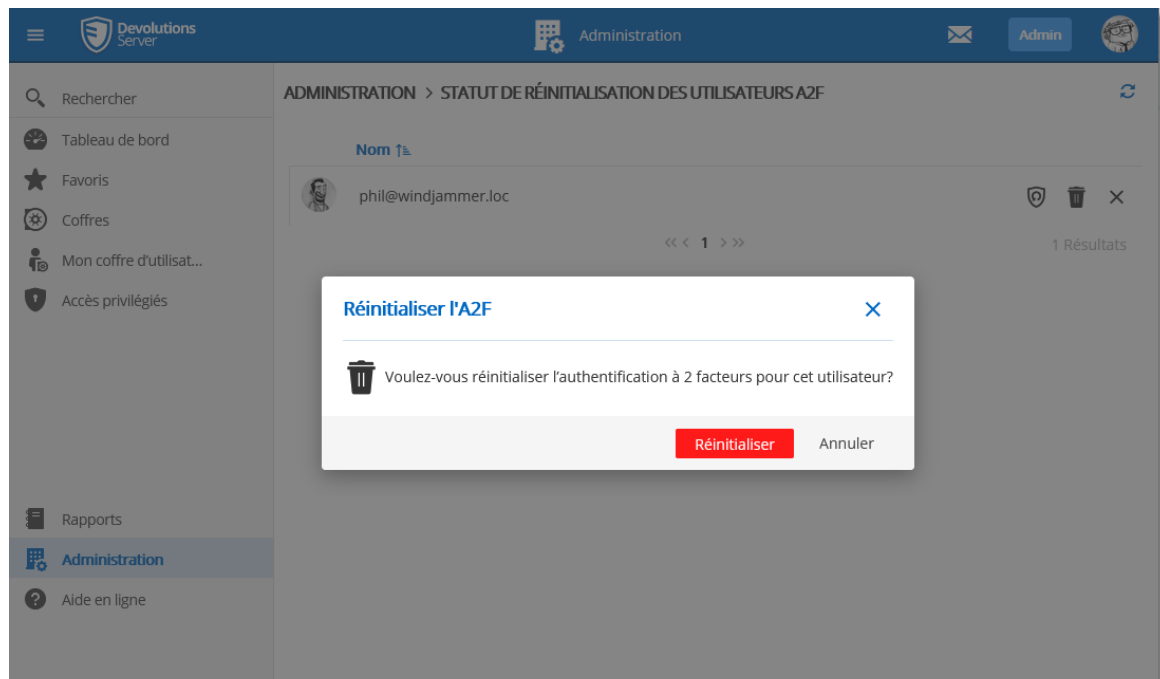 Devolutions
Server
Administration
Admin
Rechercher
Tableau de bord
Favoris
Coffres
Mon coffre d'utilisat...
Accès privilégiés
Rapports
Administration
Aide en ligne
ADMINISTRATION > STATUT DE RÉINITIALISATION DES UTILISATEURS A2F
Nom
phil@windjammer.loc
<< < 1 > >>
1 Résultats
Réinitialiser l'A2F
Voulez-vous réinitialiser l'authentification à 2 facteurs pour cet utilisateur?
Réinitialiser Annuler